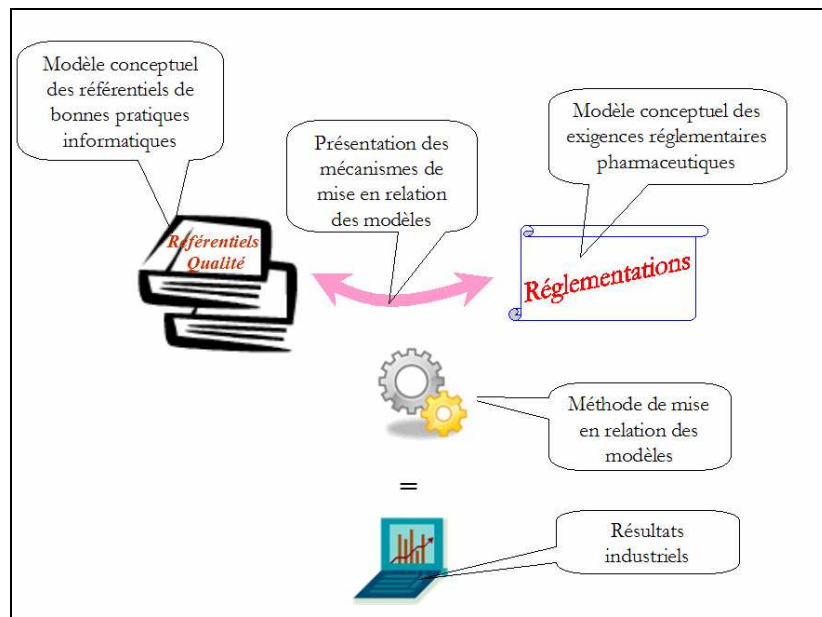 Modèle conceptuel
des référentiels de
bonnes pratiques
informatiques
Présentation des
mécanismes de
mise en relation
des modèles
Modèle conceptuel des
exigences réglementaires
pharmaceutiques
Référentiels
Qualité
Réglementations
Méthode de mise
en relation des
modèles
=
Résultats
industriels